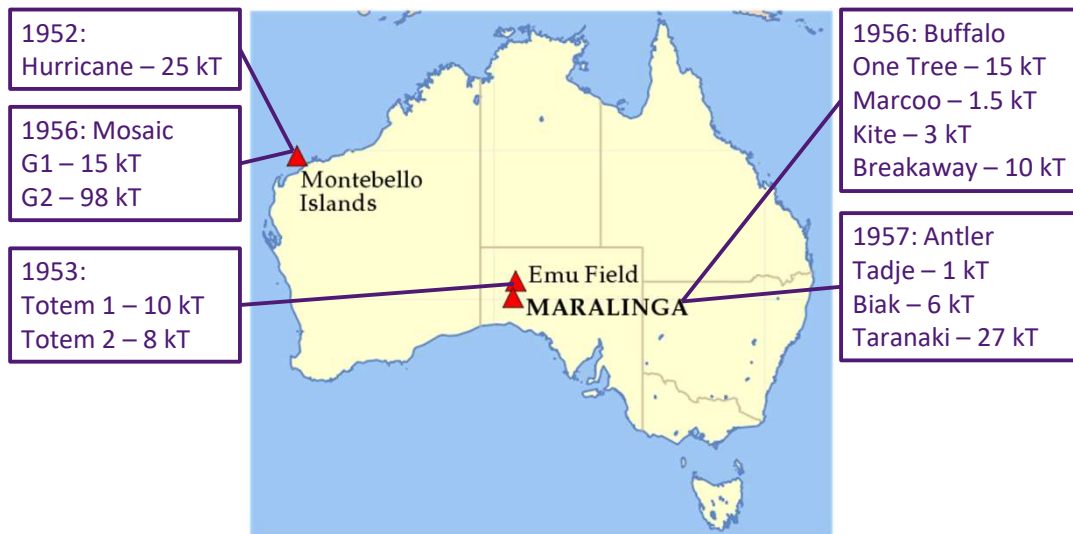 1952:
Hurricane – 25 kT
1956: Mosaic
G1 – 15 kT
G2 – 98 kT
1953:
Totem 1 – 10 kT
Totem 2 – 8 kT
Montebello
Islands
Emu Field
MARALINGA
1956: Buffalo
One Tree – 15 kT
Marcoo – 1.5 kT
Kite – 3 kT
Breakaway – 10 kT
1957: Antler
Tadje – 1 kT
Biak – 6 kT
Taranaki – 27 kT